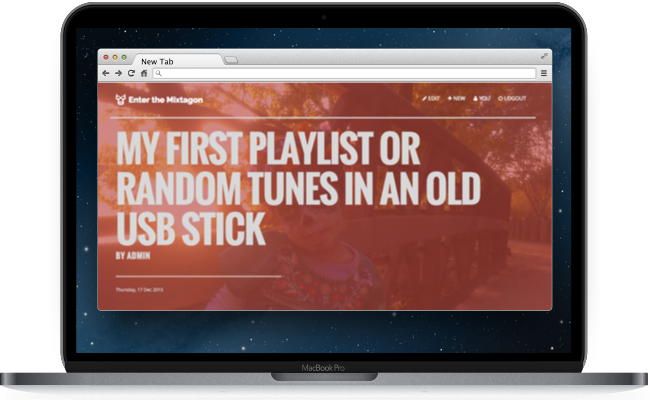 New Tab
Enter the Mixtagon
EDIT
NEW
YOU
LOGOUT
MY FIRST PLAYLIST OR
RANDOM TUNES IN AN OLD
USB STICK
BY ADMIN
Thursday, 17 Dec 2015
MacBook Pro